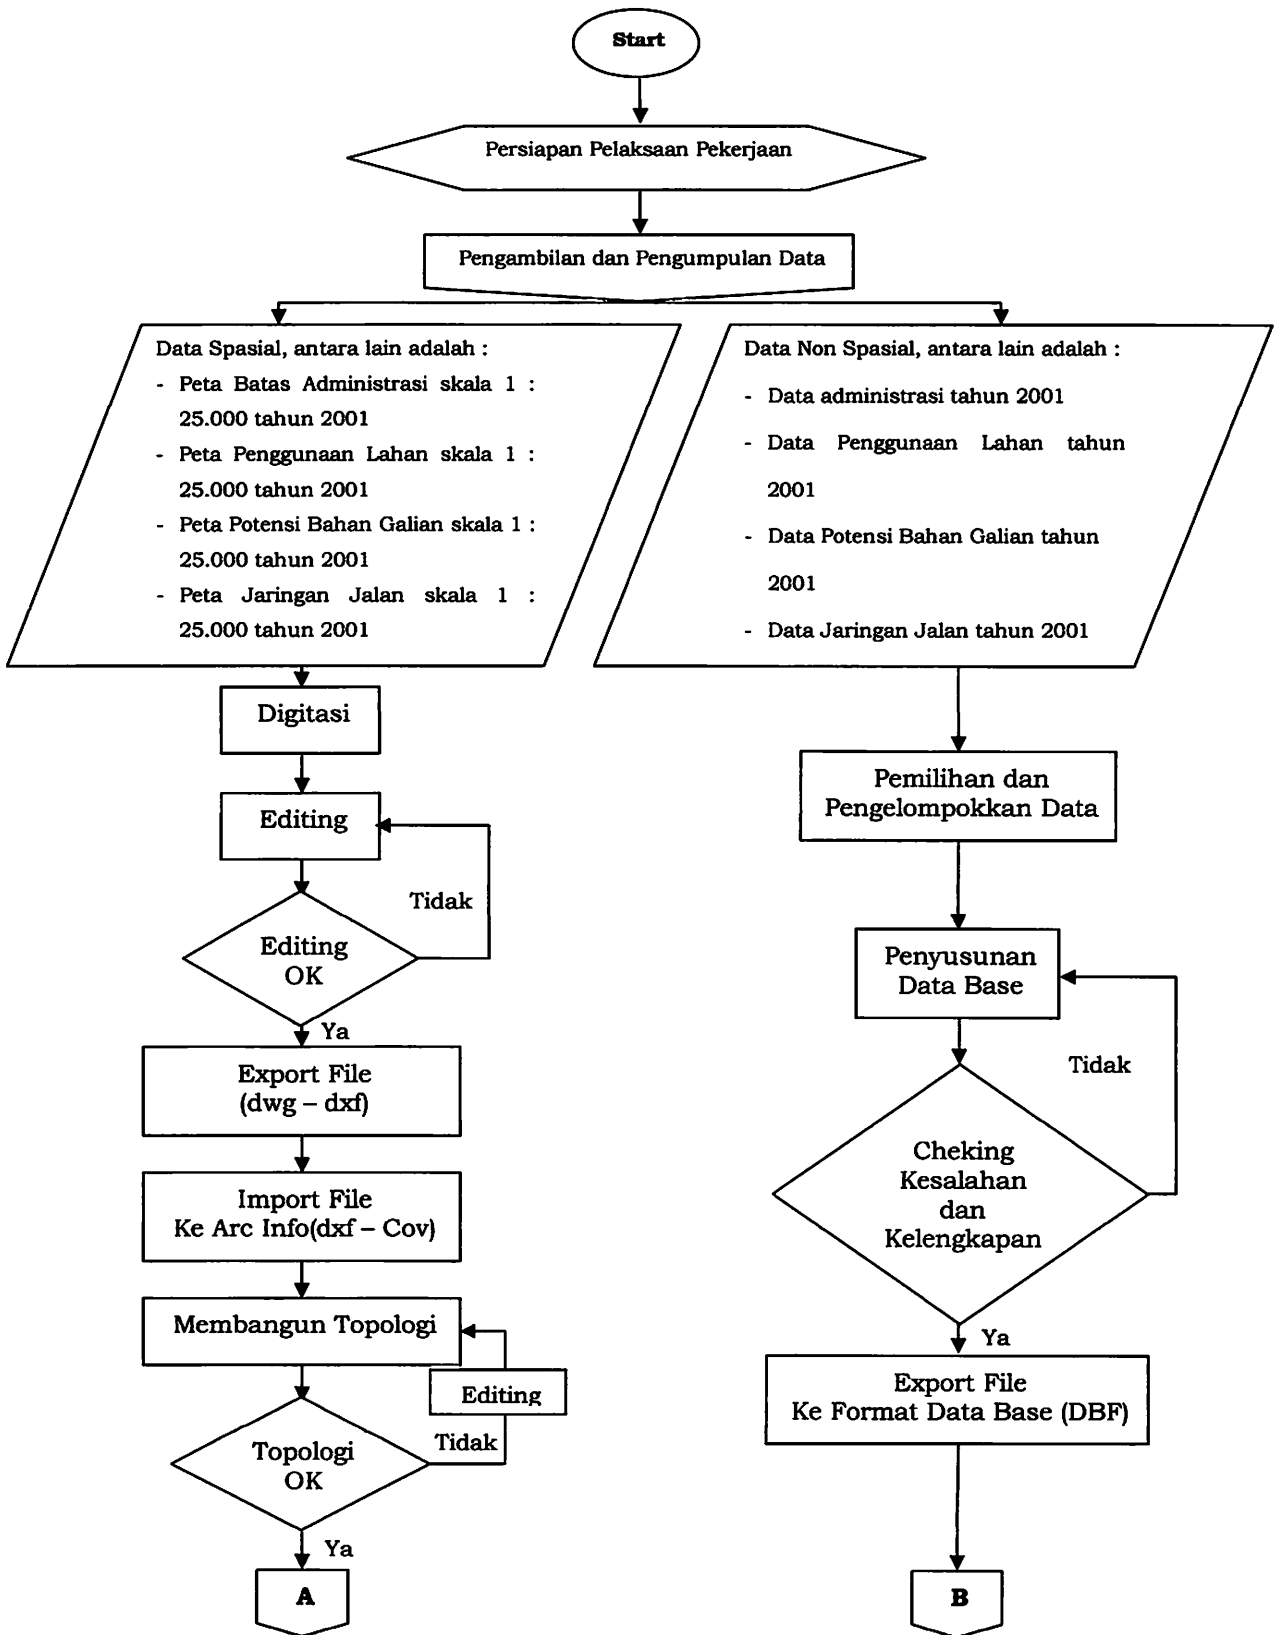 Start
Persiapan Pelaksaan Pekerjaan
Pengambilan dan Pengumpulan Data
Data Spasial, antara lain adalah :
- Peta Batas Administrasi skala 1 :
25.000 tahun 2001
- Peta Penggunaan Lahan skala 1 :
25.000 tahun 2001
- Peta Potensi Bahan Galian skala 1 :
25.000 tahun 2001
- Peta Jaringan Jalan skala 1 :
25.000 tahun 2001
Data Non Spasial, antara lain adalah :
- Data administrasi tahun 2001
- Data Penggunaan Lahan tahun
2001
- Data Potensi Bahan Galian tahun
2001
- Data Jaringan Jalan tahun 2001
Digitasi
Editing
Tidak
Editing
OK
Ya
Export File
(dwg – dxf)
Import File
Ke Arc Info(dxf – Cov)
Membangun Topologi
Editing
Tidak
Topologi
OK
Ya
A
Pemilihan dan
Pengelompokkan Data
Penyusunan
Data Base
Tidak
Cheking
Kesalahan
dan
Kelengkapan
Ya
Export File
Ke Format Data Base (DBF)
B